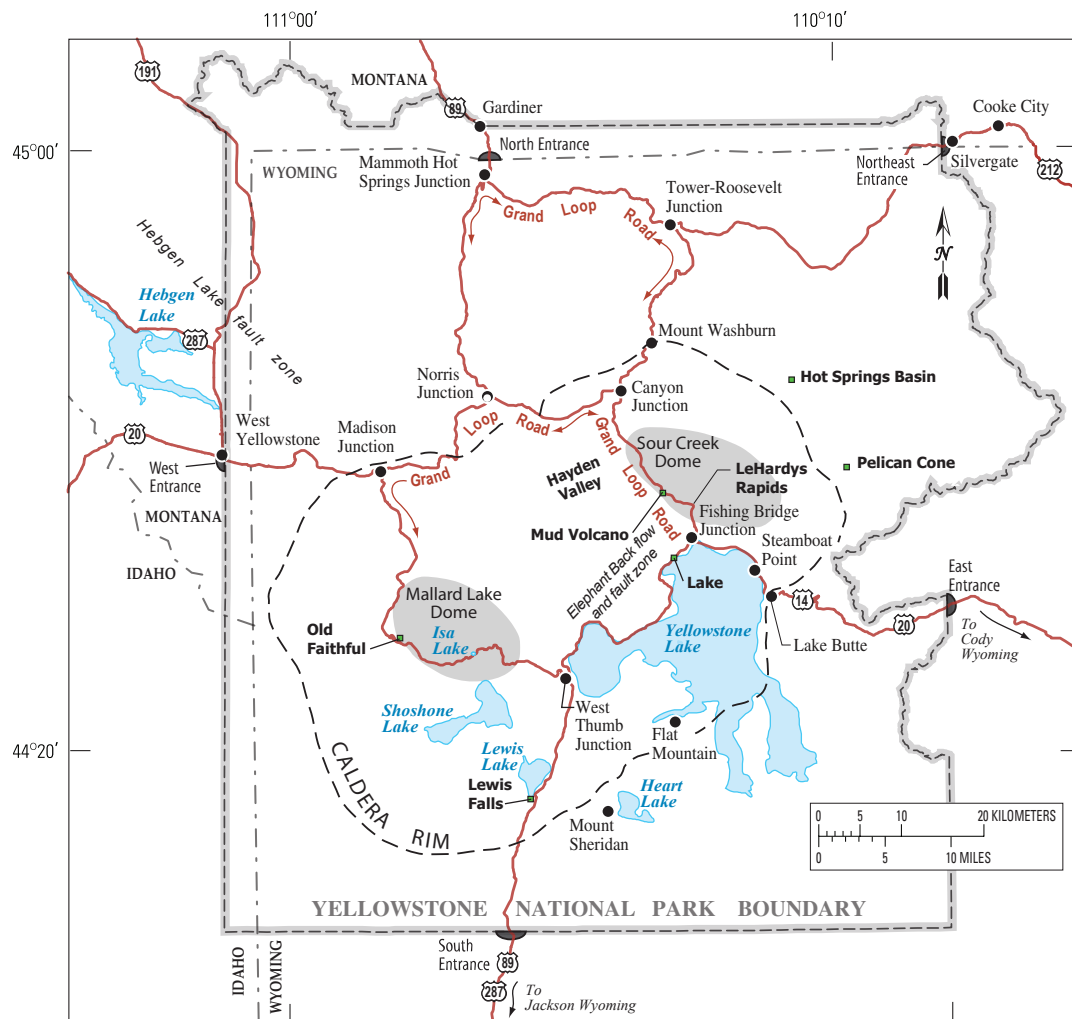 111°00′
110°10′
191
MONTANA
89
Gardiner
Cooke City
45°00′
North Entrance
WYOMING
Mammoth Hot
Springs Junction
Northeast
Entrance
Silvergate
212
Tower-Roosevelt
Junction
Grand Loop Road
N
Hebgen Lake fault zone
Hebgen
Lake
287
Mount Washburn
Hot Springs Basin
Norris
Junction
Canyon
Junction
Grand Loop Road
West
Yellowstone
20
West
Entrance
Madison
Junction
Grand Loop Road
Sour Creek
Dome
Hayden
Valley
LeHardys
Rapids
Pelican Cone
MONTANA
Mud Volcano
Fishing Bridge
Junction
Steamboat
Point
IDAHO
Elephant Back flow
and fault zone
Lake
East
Entrance
14
20
To
Cody
Wyoming
Mallard Lake
Dome
Old
Faithful
Isa
Lake
Yellowstone
Lake
Lake Butte
Shoshone
Lake
West
Thumb
Junction
Flat
Mountain
44°20′
Lewis
Lake
Lewis
Falls
Heart
Lake
Mount
Sheridan
CALDERA RIM
0 5 10 20 KILOMETERS
0 5 10 MILES
YELLOWSTONE NATIONAL PARK BOUNDARY
IDAHO
WYOMING
South
Entrance
89
287
To
Jackson Wyoming